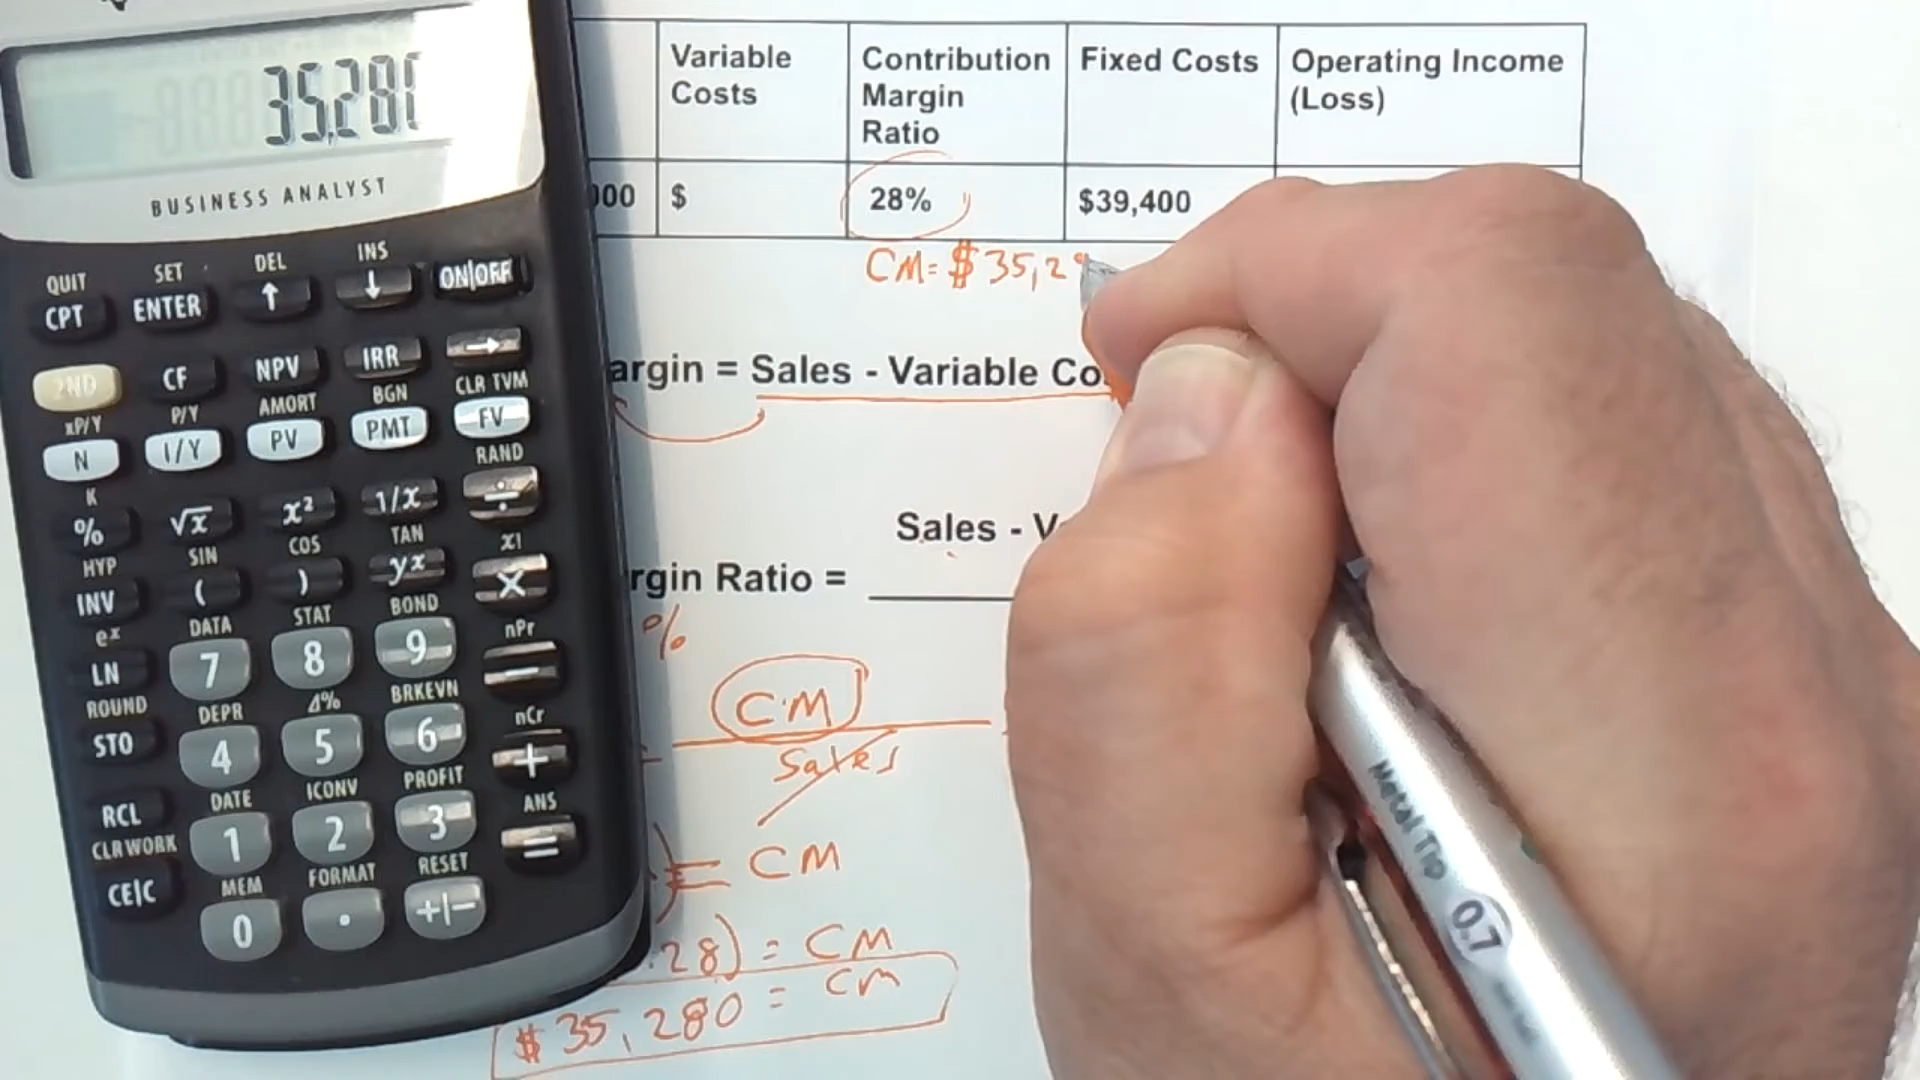 35,280
BUSINESS ANALYST
QUIT SET DEL INS
CPT ENTER ↑ ↓ ON|OFF
2ND CF NPV IRR →
xP/Y P/Y AMORT BGN CLR TVM
N I/Y PV PMT FV
K RAND
% √x x² 1/x ÷
HYP SIN COS TAN x!
INV ( ) yx ×
eˣ DATA STAT BOND nPr
LN 7 8 9 −
ROUND DEPR Δ% BRKEVN nCr
STO 4 5 6 +
DATE ICONV PROFIT ANS
RCL 1 2 3 =
CLR WORK MEM FORMAT RESET
CE|C 0 . +|−
Variable Costs
Contribution Margin Ratio
Fixed Costs
Operating Income (Loss)
000 $ 28% $39,400
CM= $35,2
argin = Sales - Variable Co
Sales - V
rgin Ratio =
%
CM
Sales
) = CM
.28) = CM
$35,280 = CM
Metal Tip
0.7